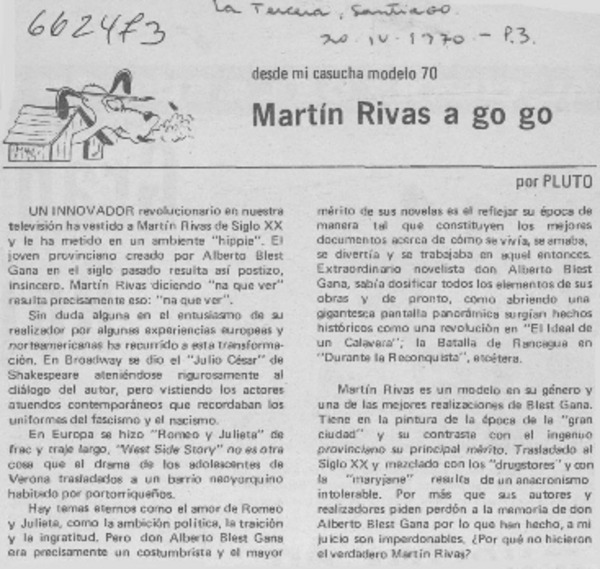 6624f3
La Tercera, Santiago.
20-IV-1970 - P.3.
desde mi casucha modelo 70
Martín Rivas a go go
por PLUTO
UN INNOVADOR revolucionario en nuestra
televisión ha vestido a Martín Rivas de Siglo XX
y le ha metido en un ambiente "hippie". El
joven provinciano creado por Alberto Blest
Gana en el siglo pasado resulta así postizo,
insincero. Martín Rivas diciendo "na que ver"
resulta precisamente eso: "na que ver".
Sin duda alguna en el entusiasmo de su
realizador por algunas experiencias europeas y
norteamericanas ha recurrido a esta transforma-
ción. En Broadway se dio el "Julio César" de
Shakespeare ateniéndose rigurosamente al
diálogo del autor, pero vistiendo los actores
atuendos contemporáneos que recordaban los
uniformes del fascismo y el nacismo.
En Europa se hizo "Romeo y Julieta" de
frac y traje largo, "West Side Story" no es otra
cosa que el drama de los adolescentes de
Verona trasladados a un barrio neoyorquino
habitado por portorriqueños.
Hay temas eternos como el amor de Romeo
y Julieta, como la ambición política, la traición
y la ingratitud. Pero don Alberto Blest Gana
era precisamente un costumbrista y el mayor
mérito de sus novelas es el reflejar su época de
manera tal que constituyen los mejores
documentos acerca de cómo se vivía, se amaba,
se divertía y se trabajaba en aquel entonces.
Extraordinario novelista don Alberto Blest
Gana, sabía dosificar todos los elementos de sus
obras y de pronto, como abriendo una
gigantesca pantalla panorámica surgían hechos
históricos como una revolución en "El Ideal de
un Calavera"; la Batalla de Rancagua en
"Durante la Reconquista", etcétera.
Martín Rivas es un modelo en su género y
una de las mejores realizaciones de Blest Gana.
Tiene en la pintura de la época de la "gran
ciudad" y su contraste con el ingenuo
provinciano su principal mérito. Trasladado al
Siglo XX y mezclado con los "drugstores" y con
la "maryjane" resulta de un anacronismo
intolerable. Por más que sus autores y
realizadores piden perdón a la memoria de don
Alberto Blest Gana por lo que han hecho, a mi
juicio son imperdonables. ¿Por qué no hicieron
el verdadero Martín Rivas?